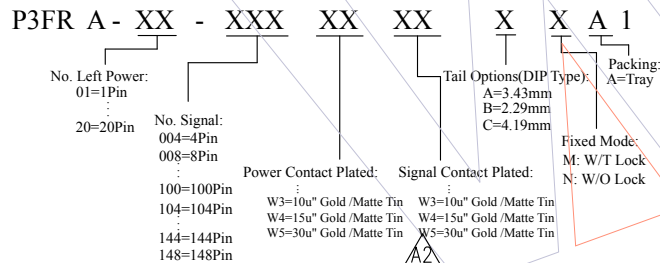 P3FR A - XX - XXX XX XX X X A 1
No. Left Power:
01=1Pin
:
20=20Pin
No. Signal:
004=4Pin
008=8Pin
:
100=100Pin
104=104Pin
:
144=144Pin
148=148Pin
Power Contact Plated:
:
W3=10u" Gold /Matte Tin
W4=15u" Gold /Matte Tin
W5=30u" Gold /Matte Tin
Signal Contact Plated:
:
W3=10u" Gold /Matte Tin
W4=15u" Gold /Matte Tin
W5=30u" Gold /Matte Tin
A2
Tail Options(DIP Type):
A=3.43mm
B=2.29mm
C=4.19mm
Fixed Mode:
M: W/T Lock
N: W/O Lock
Packing:
A=Tray